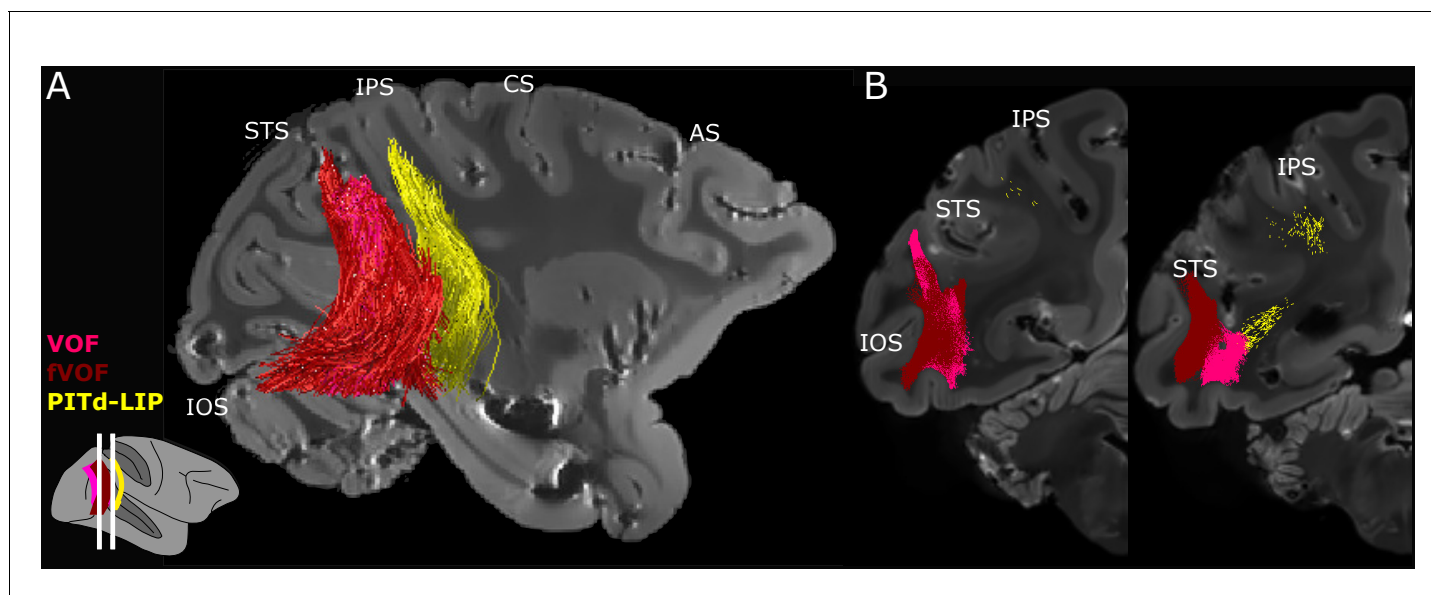 A
IPS
CS
STS
AS
VOF
fVOF
PITd-LIP
IOS
B
IPS
STS
IOS
IPS
STS